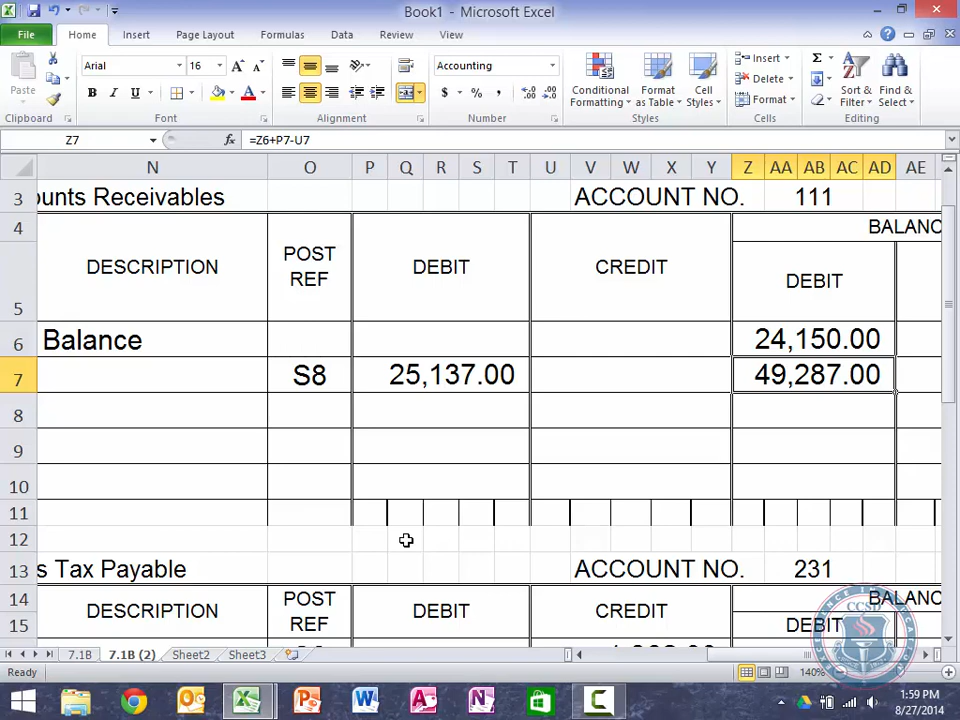 Book1 - Microsoft Excel
File Home Insert Page Layout Formulas Data Review View
Paste
Arial 16
B I U
Accounting
$ % ,
Conditional Formatting
Format as Table
Cell Styles
Insert
Delete
Format
Sort & Filter
Find & Select
Clipboard Font Alignment Number Styles Cells Editing
Z7 fx =Z6+P7-U7
N O P Q R S T U V W X Y Z AA AB AC AD AE
3 ounts Receivables ACCOUNT NO. 111
4 BALANC
5 DESCRIPTION POST REF DEBIT CREDIT DEBIT
6 Balance 24,150.00
7 S8 25,137.00 49,287.00
8
9
10
11
12
13 s Tax Payable ACCOUNT NO. 231
14 BALANC
15 DESCRIPTION POST REF DEBIT CREDIT DEBIT
7.1B 7.1B (2) Sheet2 Sheet3
Ready 140%
CCSD
1:59 PM
8/27/2014